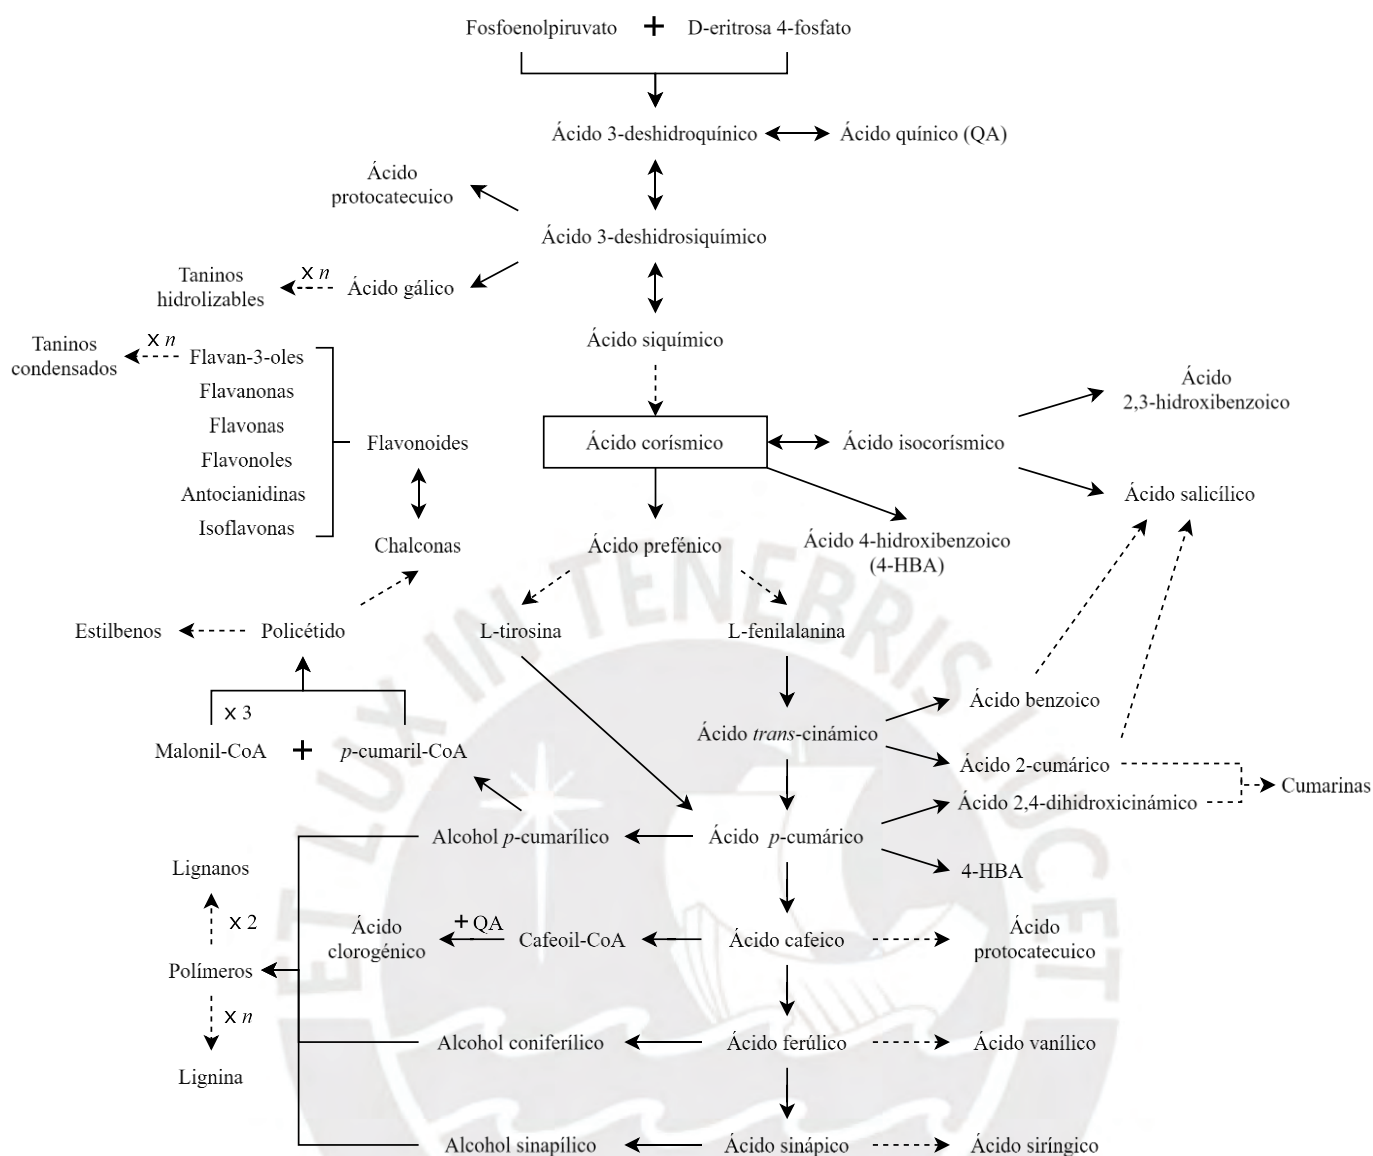 Fosfoenolpiruvato + D-eritrosa 4-fosfato
Ácido 3-deshidroquínico
Ácido quínico (QA)
Ácido
protocatecuico
Ácido 3-deshidrosiquímico
Taninos
hidrolizables
x n
Ácido gálico
Ácido siquímico
Taninos
condensados
x n
Flavan-3-oles
Flavanonas
Flavonas
Flavonoles
Antocianidinas
Isoflavonas
Flavonoides
Ácido corísmico
Ácido isocorísmico
Ácido
2,3-hidroxibenzoico
Ácido salicílico
Chalconas
Ácido prefénico
Ácido 4-hidroxibenzoico
(4-HBA)
Estilbenos
Policétido
L-tirosina
L-fenilalanina
x 3
Malonil-CoA + p-cumaril-CoA
Ácido trans-cinámico
Ácido benzoico
Ácido 2-cumárico
Ácido 2,4-dihidroxicinámico
Cumarinas
Alcohol p-cumarílico
Ácido p-cumárico
4-HBA
Lignanos
x 2
Polímeros
x n
Lignina
Ácido
clorogénico
+ QA
Cafeoil-CoA
Ácido cafeico
Ácido
protocatecuico
Alcohol coniferílico
Ácido ferúlico
Ácido vanílico
Alcohol sinapílico
Ácido sinápico
Ácido siríngico
ET LUX IN TENEBRIS LUCET